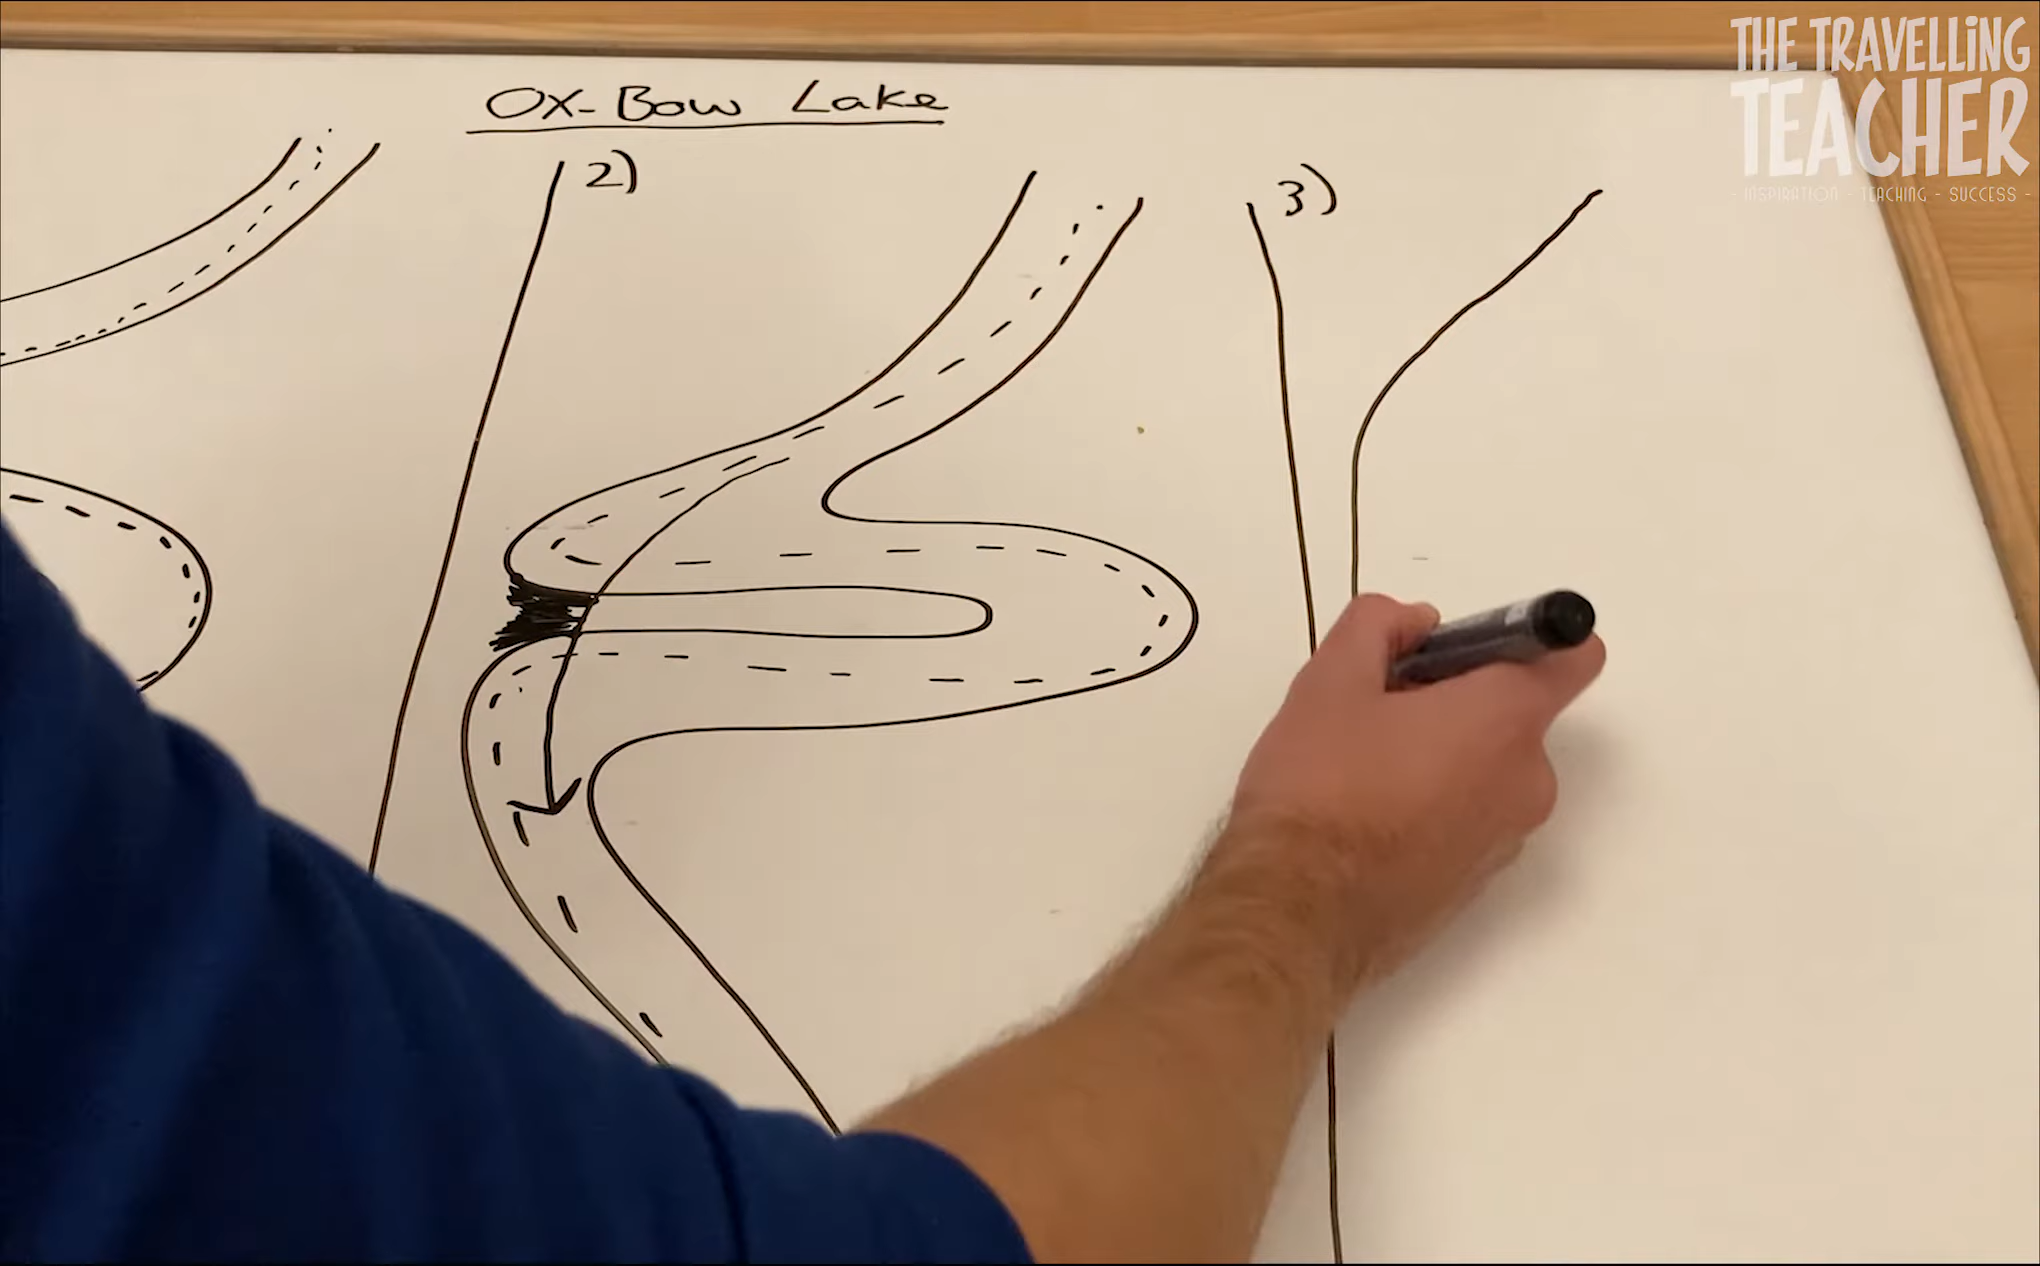 THE TRAVELLING
TEACHER
- INSPIRATION - TEACHING - SUCCESS -
Ox-Bow Lake
2)
3)